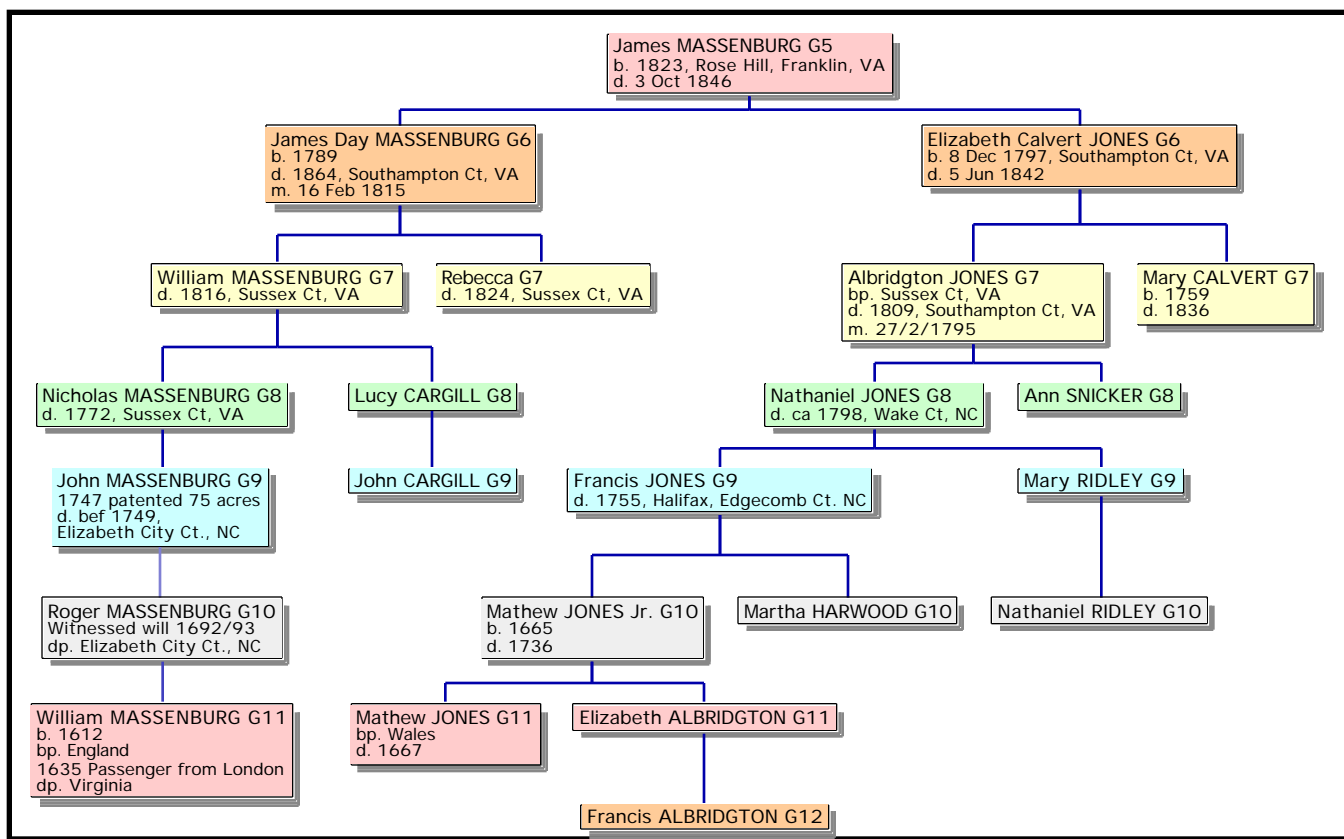 James MASSENBURG G5
b. 1823, Rose Hill, Franklin, VA
d. 3 Oct 1846
James Day MASSENBURG G6
b. 1789
d. 1864, Southampton Ct, VA
m. 16 Feb 1815
Elizabeth Calvert JONES G6
b. 8 Dec 1797, Southampton Ct, VA
d. 5 Jun 1842
William MASSENBURG G7
d. 1816, Sussex Ct, VA
Rebecca G7
d. 1824, Sussex Ct, VA
Albridgton JONES G7
bp. Sussex Ct, VA
d. 1809, Southampton Ct, VA
m. 27/2/1795
Mary CALVERT G7
b. 1759
d. 1836
Nicholas MASSENBURG G8
d. 1772, Sussex Ct, VA
Lucy CARGILL G8
Nathaniel JONES G8
d. ca 1798, Wake Ct, NC
Ann SNICKER G8
John MASSENBURG G9
1747 patented 75 acres
d. bef 1749,
Elizabeth City Ct., NC
John CARGILL G9
Francis JONES G9
d. 1755, Halifax, Edgecomb Ct. NC
Mary RIDLEY G9
Roger MASSENBURG G10
Witnessed will 1692/93
dp. Elizabeth City Ct., NC
Mathew JONES Jr. G10
b. 1665
d. 1736
Martha HARWOOD G10
Nathaniel RIDLEY G10
William MASSENBURG G11
b. 1612
bp. England
1635 Passenger from London
dp. Virginia
Mathew JONES G11
bp. Wales
d. 1667
Elizabeth ALBRIDGTON G11
Francis ALBRIDGTON G12